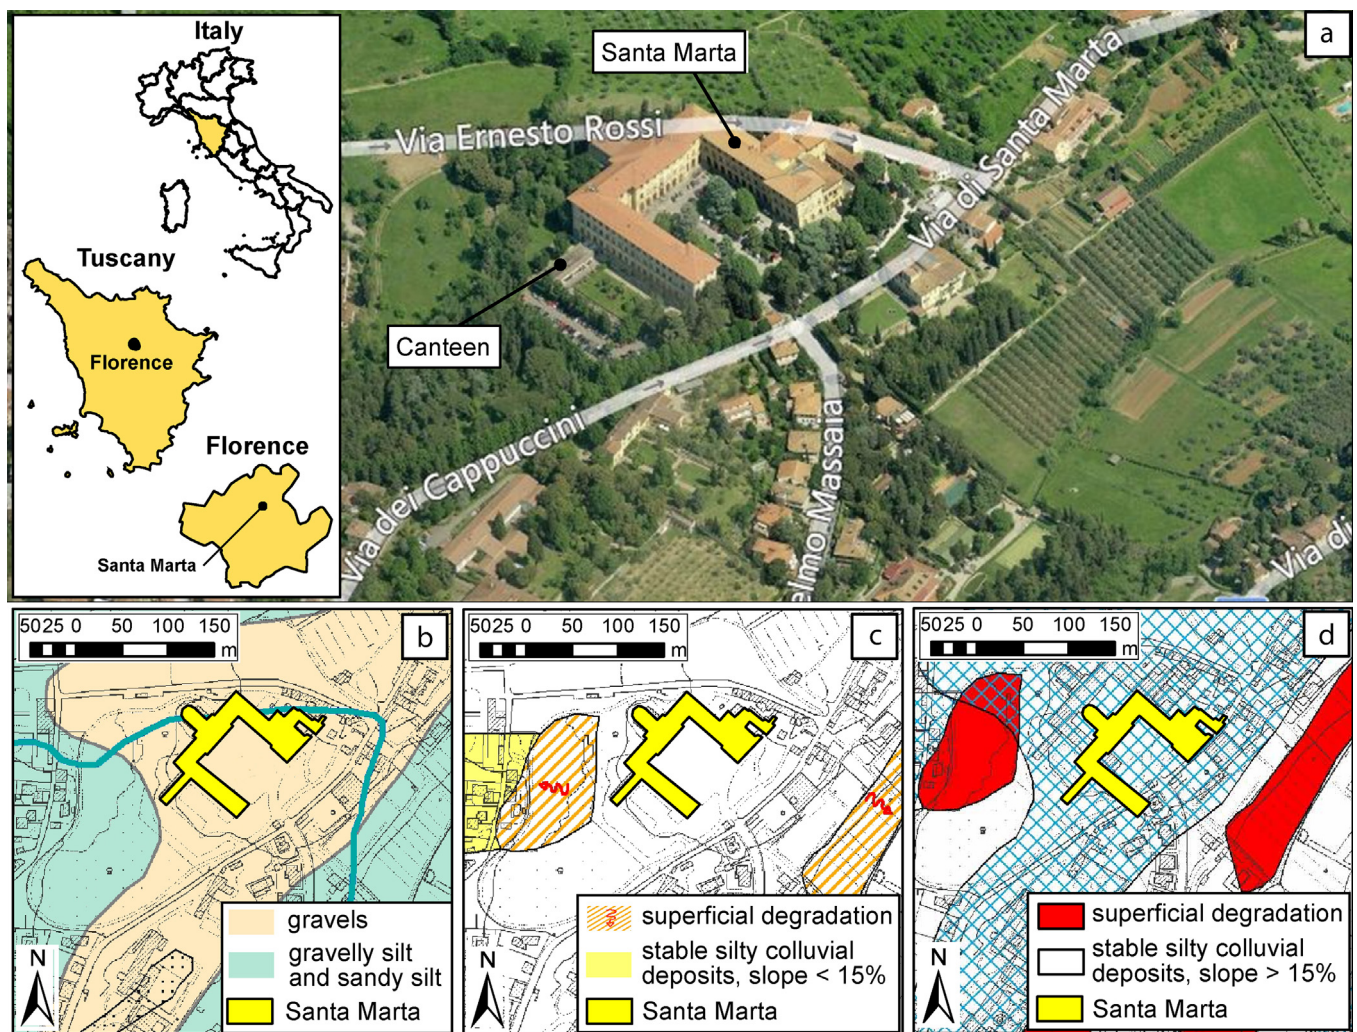 Italy
Tuscany
Florence
Florence
Santa Marta
a
Santa Marta
Via Ernesto Rossi
Via di Santa Marta
Canteen
Via dei Cappuccini
elmo Massaia
Via di
5025 0 50 100 150
m
b
gravels
gravelly silt
and sandy silt
Santa Marta
N
5025 0 50 100 150
m
c
superficial degradation
stable silty colluvial
deposits, slope < 15%
Santa Marta
N
5025 0 50 100 150
m
d
superficial degradation
stable silty colluvial
deposits, slope > 15%
Santa Marta
N